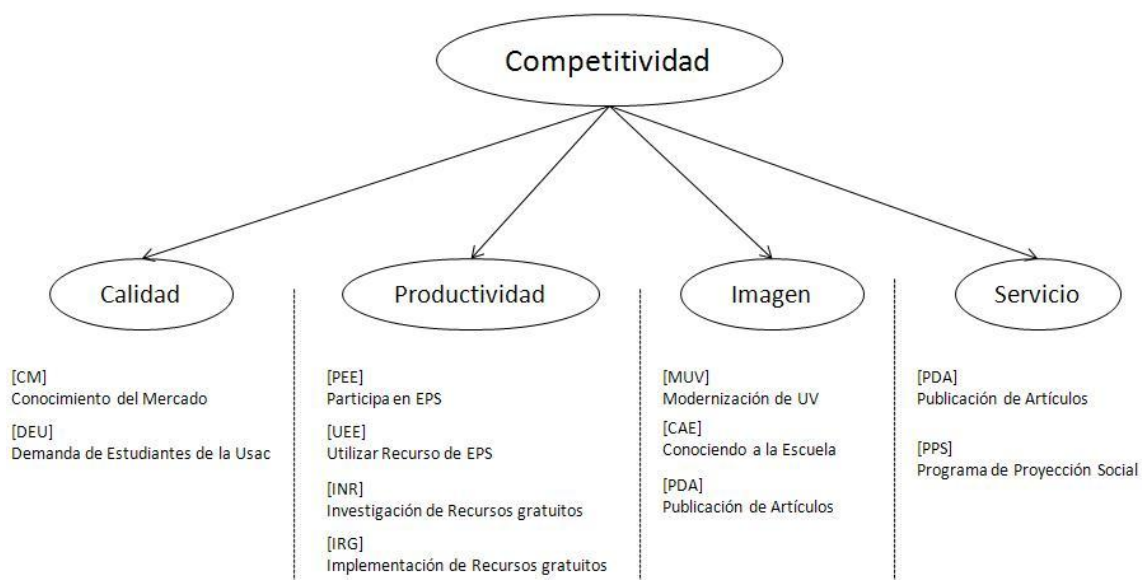 Competitividad
Calidad
Productividad
Imagen
Servicio
[CM]
Conocimiento del Mercado
[DEU]
Demanda de Estudiantes de la Usac
[PEE]
Participa en EPS
[UEE]
Utilizar Recurso de EPS
[INR]
Investigación de Recursos gratuitos
[IRG]
Implementación de Recursos gratuitos
[MUV]
Modernización de UV
[CAE]
Conociendo a la Escuela
[PDA]
Publicación de Artículos
[PDA]
Publicación de Artículos
[PPS]
Programa de Proyección Social